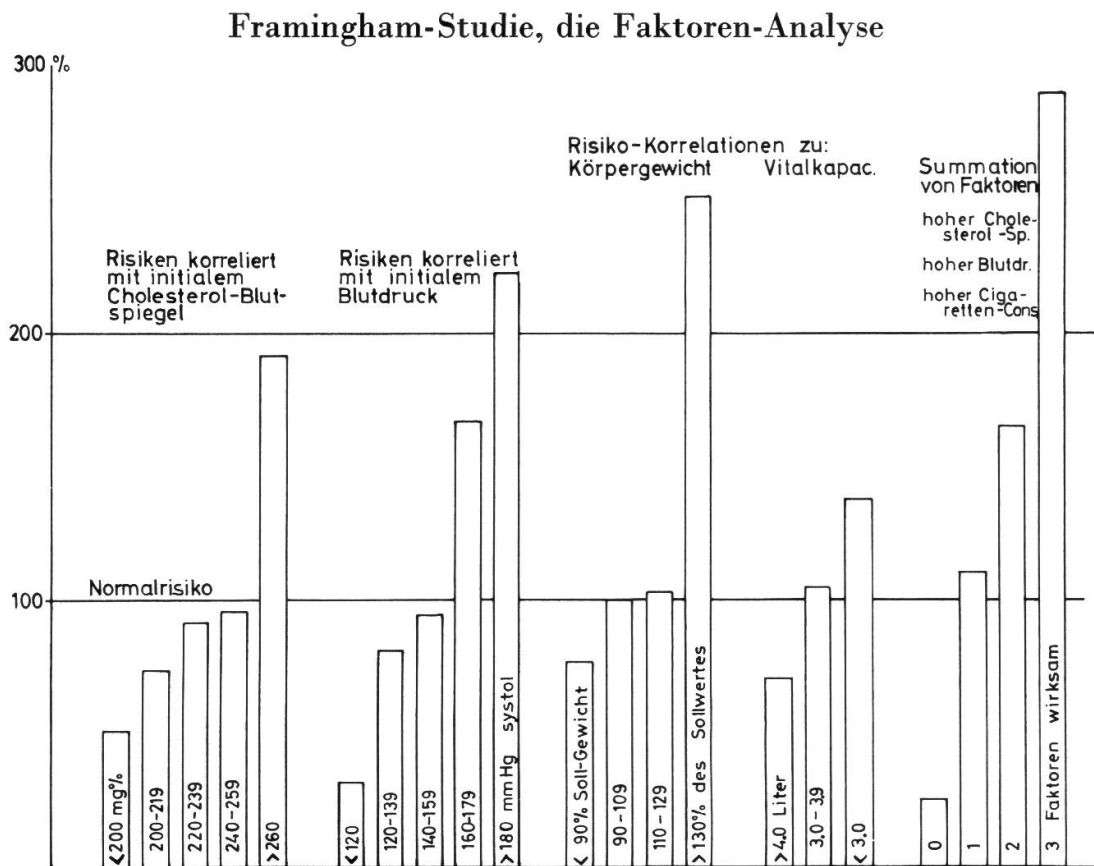 Framingham-Studie, die Faktoren-Analyse
300 %
200
100
Risiken korreliert
mit initialem
Cholesterol-Blut-
spiegel
Risiken korreliert
mit initialem
Blutdruck
Risiko-Korrelationen zu:
Körpergewicht Vitalkapac.
Summation
von Faktoren
hoher Chole-
sterol-Sp.
hoher Blutdr.
hoher Ciga-
retten-Cons
Normalrisiko
<200 mg%
200-219
220-239
240-259
>260
<120
120-139
140-159
160-179
>180 mmHg systol
< 90% Soll-Gewicht
90-109
110-129
>130% des Sollwertes
>4,0 Liter
3,0-3,9
< 3,0
0
1
2
3 Faktoren wirksam